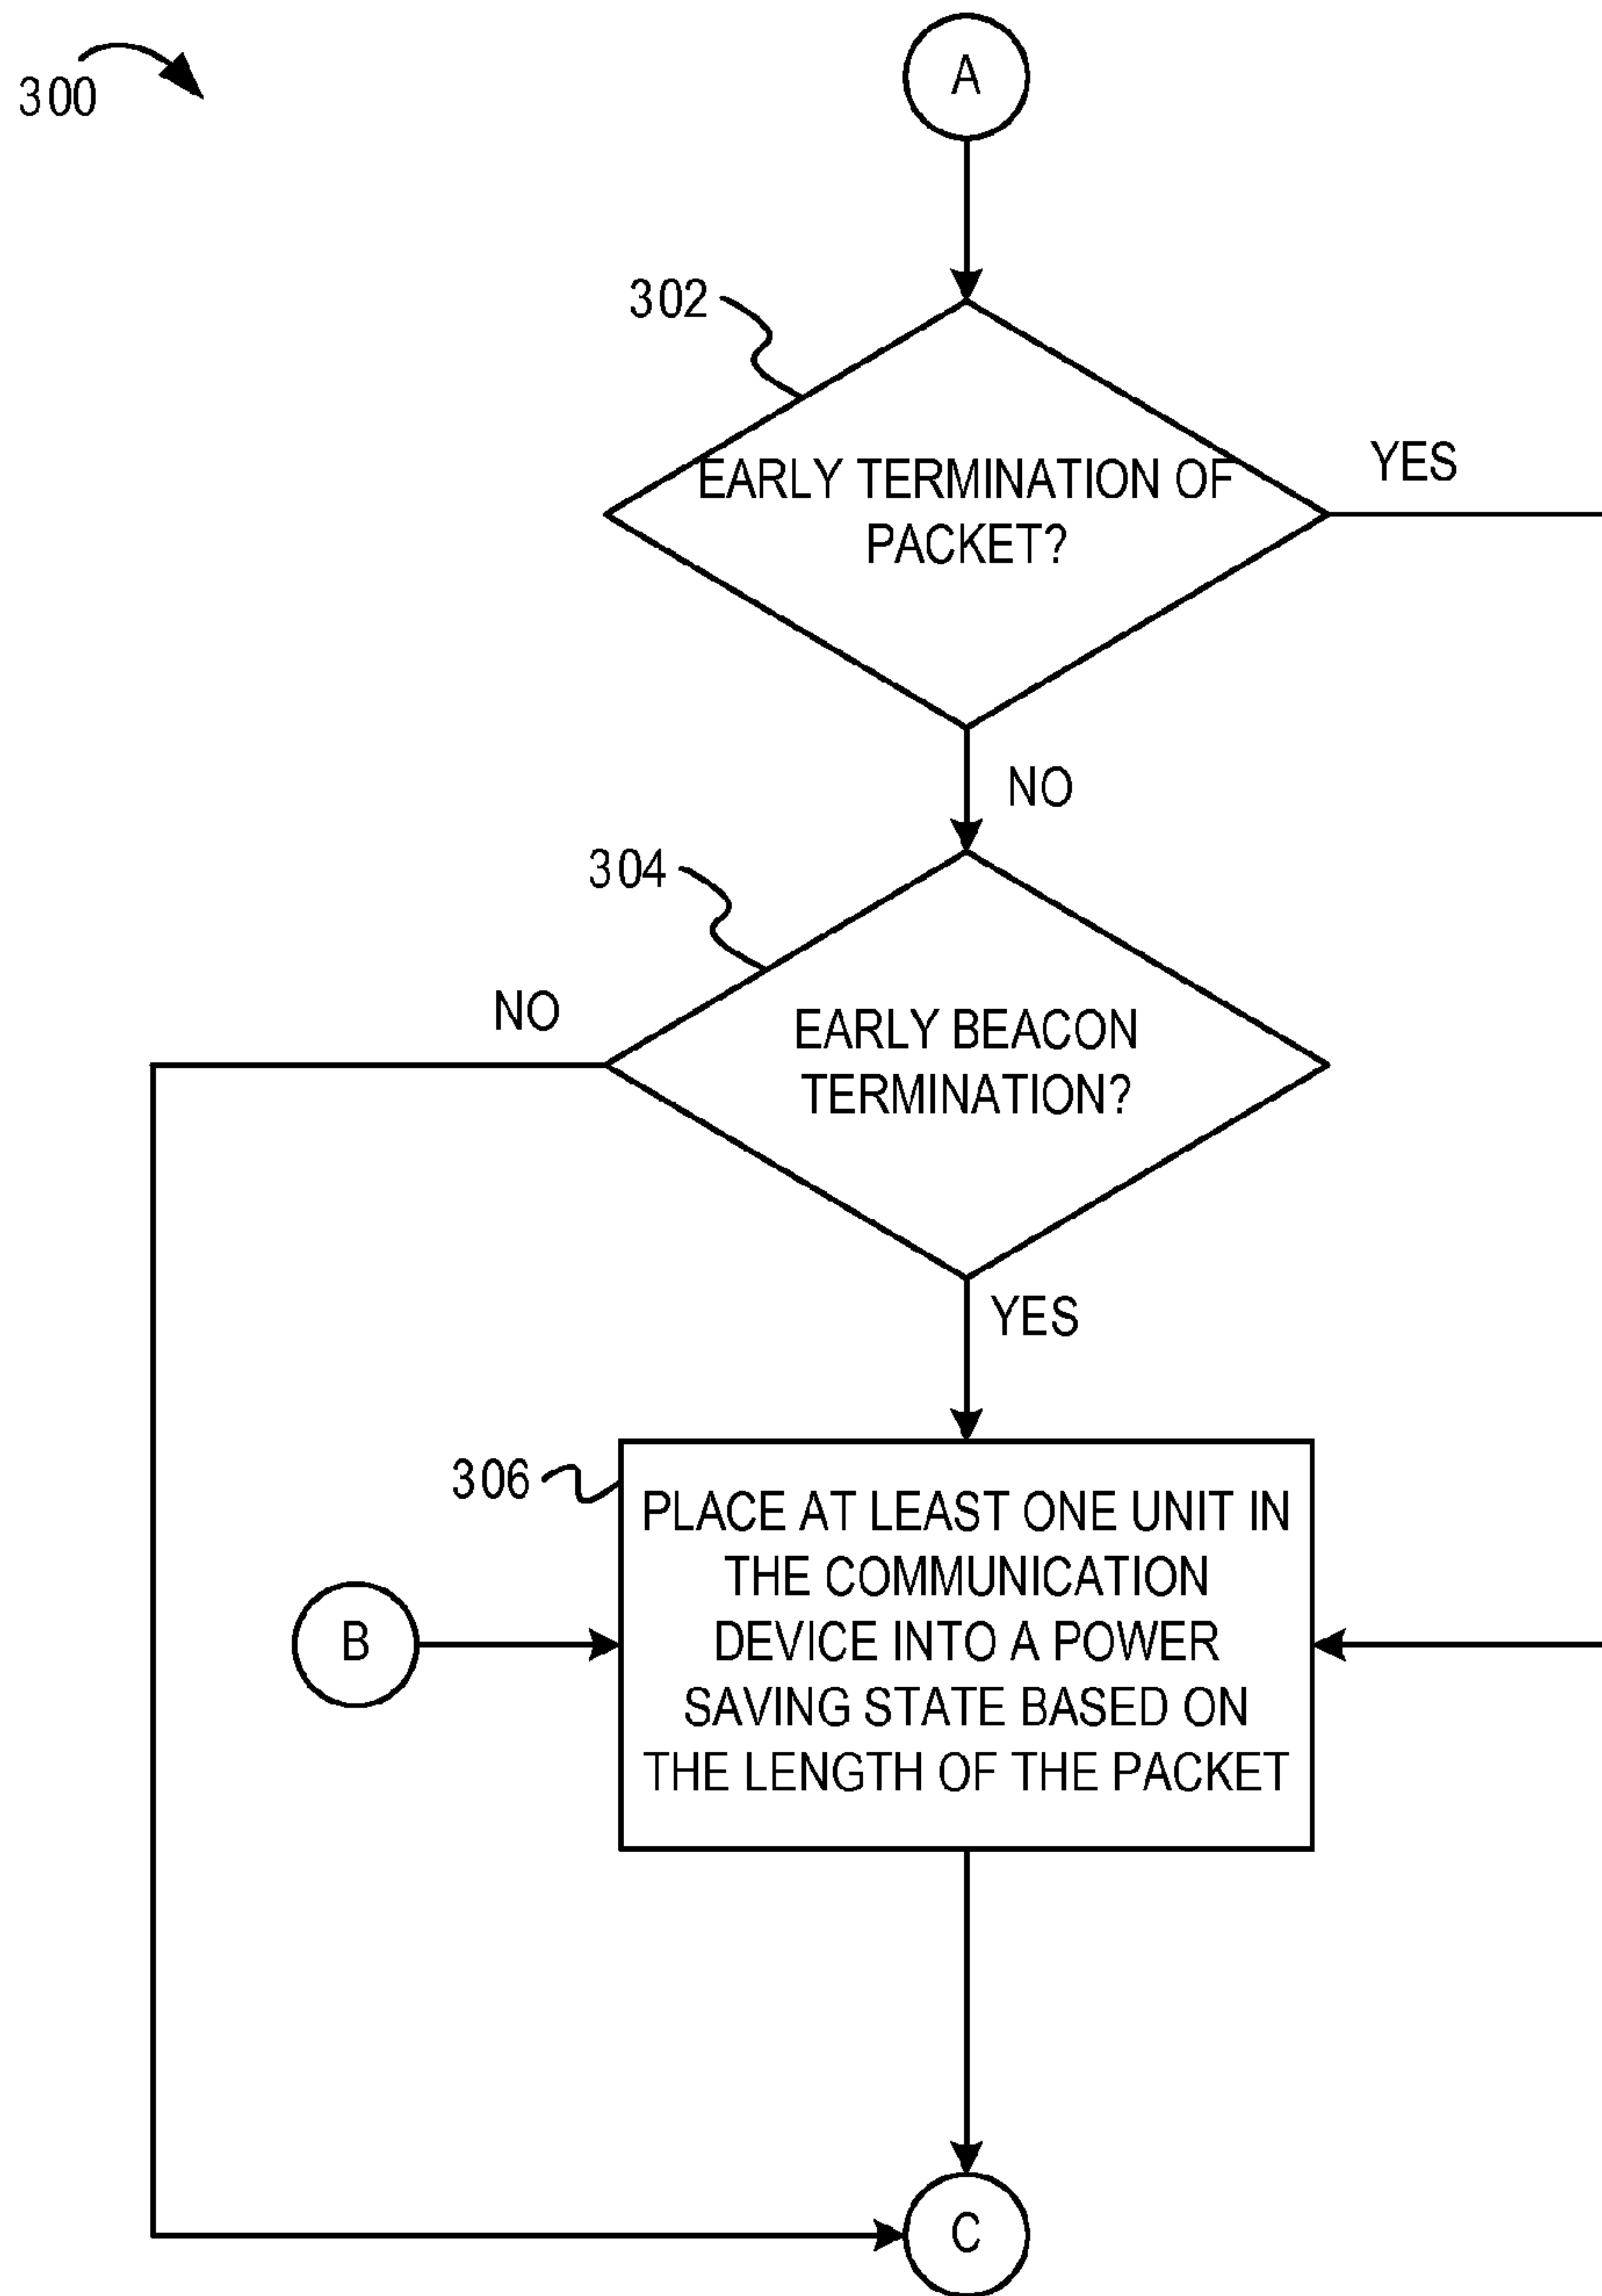 300
A
302
EARLY TERMINATION OF
PACKET?
YES
NO
304
NO
EARLY BEACON
TERMINATION?
YES
306
PLACE AT LEAST ONE UNIT IN
THE COMMUNICATION
DEVICE INTO A POWER
SAVING STATE BASED ON
THE LENGTH OF THE PACKET
B
C